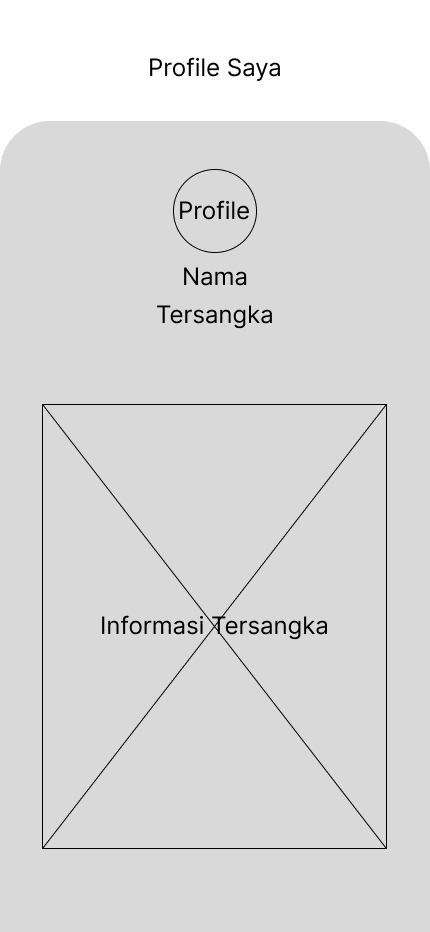 Profile Saya
Profile
Nama
Tersangka
Informasi Tersangka